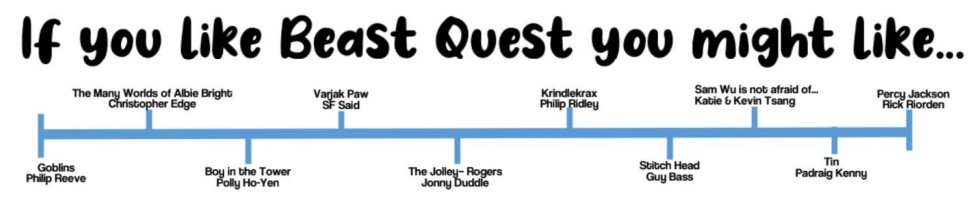 If you like Beast Quest you might like...
The Many Worlds of Albie Bright
Christopher Edge
Varjak Paw
SF Said
Krindlekrax
Philip Ridley
Sam Wu is not afraid of...
Katie & Kevin Tsang
Percy Jackson
Rick Riorden
Goblins
Philip Reeve
Boy in the Tower
Polly Ho-Yen
The Jolley- Rogers
Jonny Duddle
Stitch Head
Guy Bass
Tin
Padraig Kenny